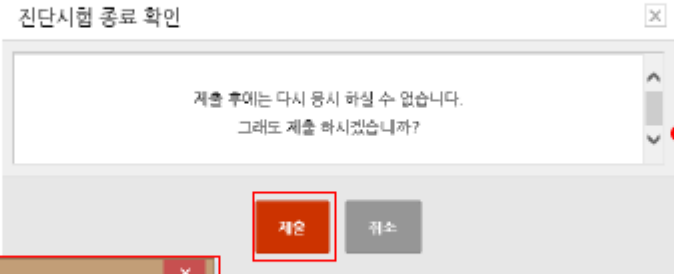 진단시험 종료 확인
제출 후에는 다시 응시 하실 수 없습니다.
그래도 제출 하시겠습니까?
제출
취소